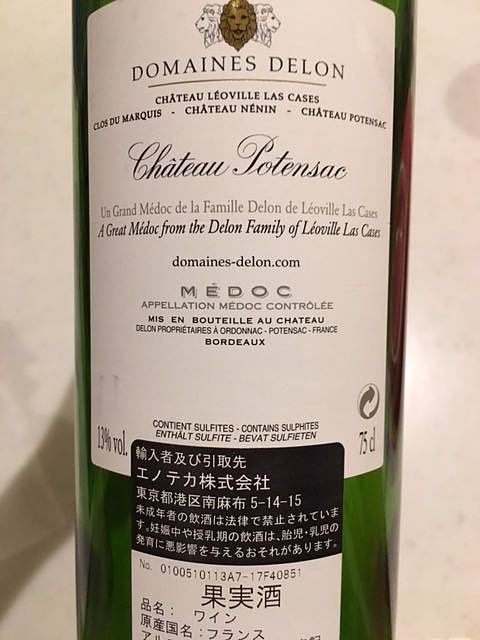 DOMAINES DELON
CHÂTEAU LÉOVILLE LAS CASES
CLOS DU MARQUIS - CHÂTEAU NÉNIN - CHÂTEAU POTENSAC
Château Potensac
Un Grand Médoc de la Famille Delon de Léoville Las Cases
A Great Médoc from the Delon Family of Léoville Las Cases
domaines-delon.com
MÉDOC
APPELLATION MÉDOC CONTRÔLÉE
MIS EN BOUTEILLE AU CHATEAU
DELON PROPRIÉTAIRES À ORDONNAC - POTENSAC - FRANCE
BORDEAUX
CONTIENT SULFITES - CONTAINS SULPHITES
ENTHÄLT SULFITE - BEVAT SULFIETEN
13% vol.
75 cl
輸入者及び引取先
エノテカ株式会社
東京都港区南麻布 5-14-15
未成年者の飲酒は法律で禁止されていま
す。妊娠中や授乳期の飲酒は、胎児・乳児の
発育に悪影響を与えるおそれがあります。
No. 0100510113A7-17F40851
果実酒
品名: ワイン
原産国名:フランス